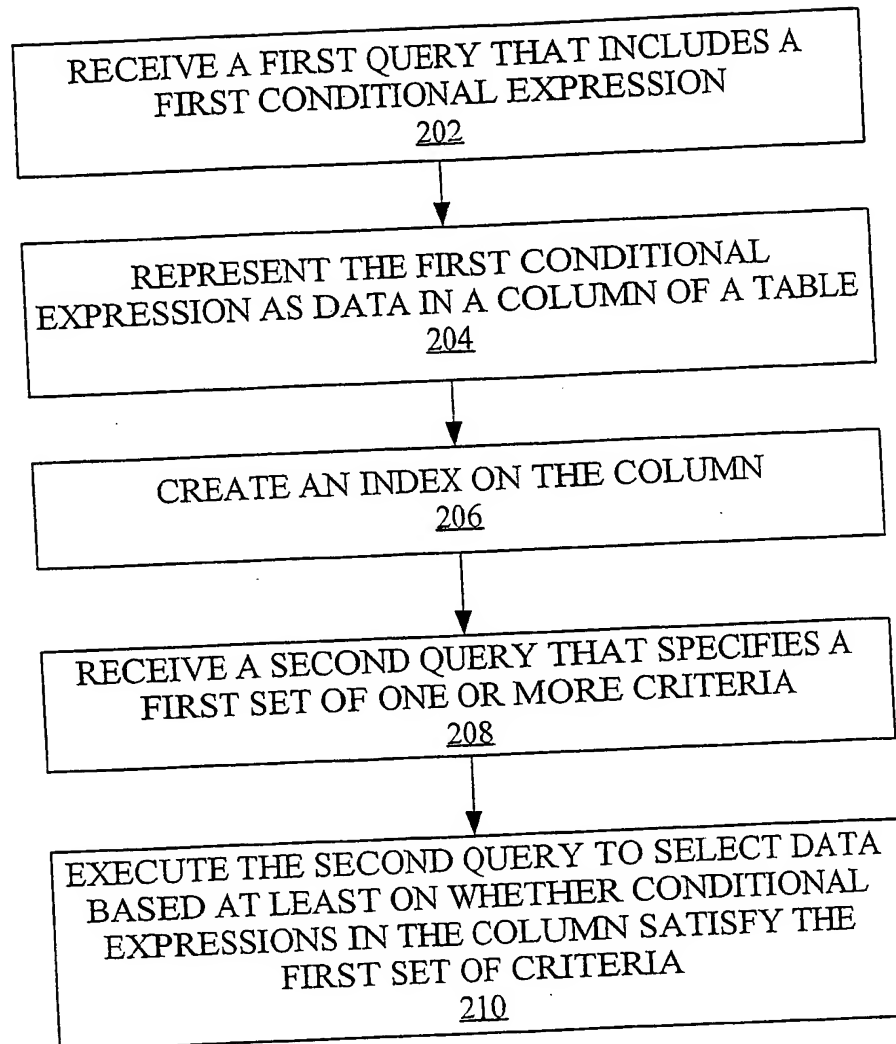 RECEIVE A FIRST QUERY THAT INCLUDES A
FIRST CONDITIONAL EXPRESSION
202
REPRESENT THE FIRST CONDITIONAL
EXPRESSION AS DATA IN A COLUMN OF A TABLE
204
CREATE AN INDEX ON THE COLUMN
206
RECEIVE A SECOND QUERY THAT SPECIFIES A
FIRST SET OF ONE OR MORE CRITERIA
208
EXECUTE THE SECOND QUERY TO SELECT DATA
BASED AT LEAST ON WHETHER CONDITIONAL
EXPRESSIONS IN THE COLUMN SATISFY THE
FIRST SET OF CRITERIA
210